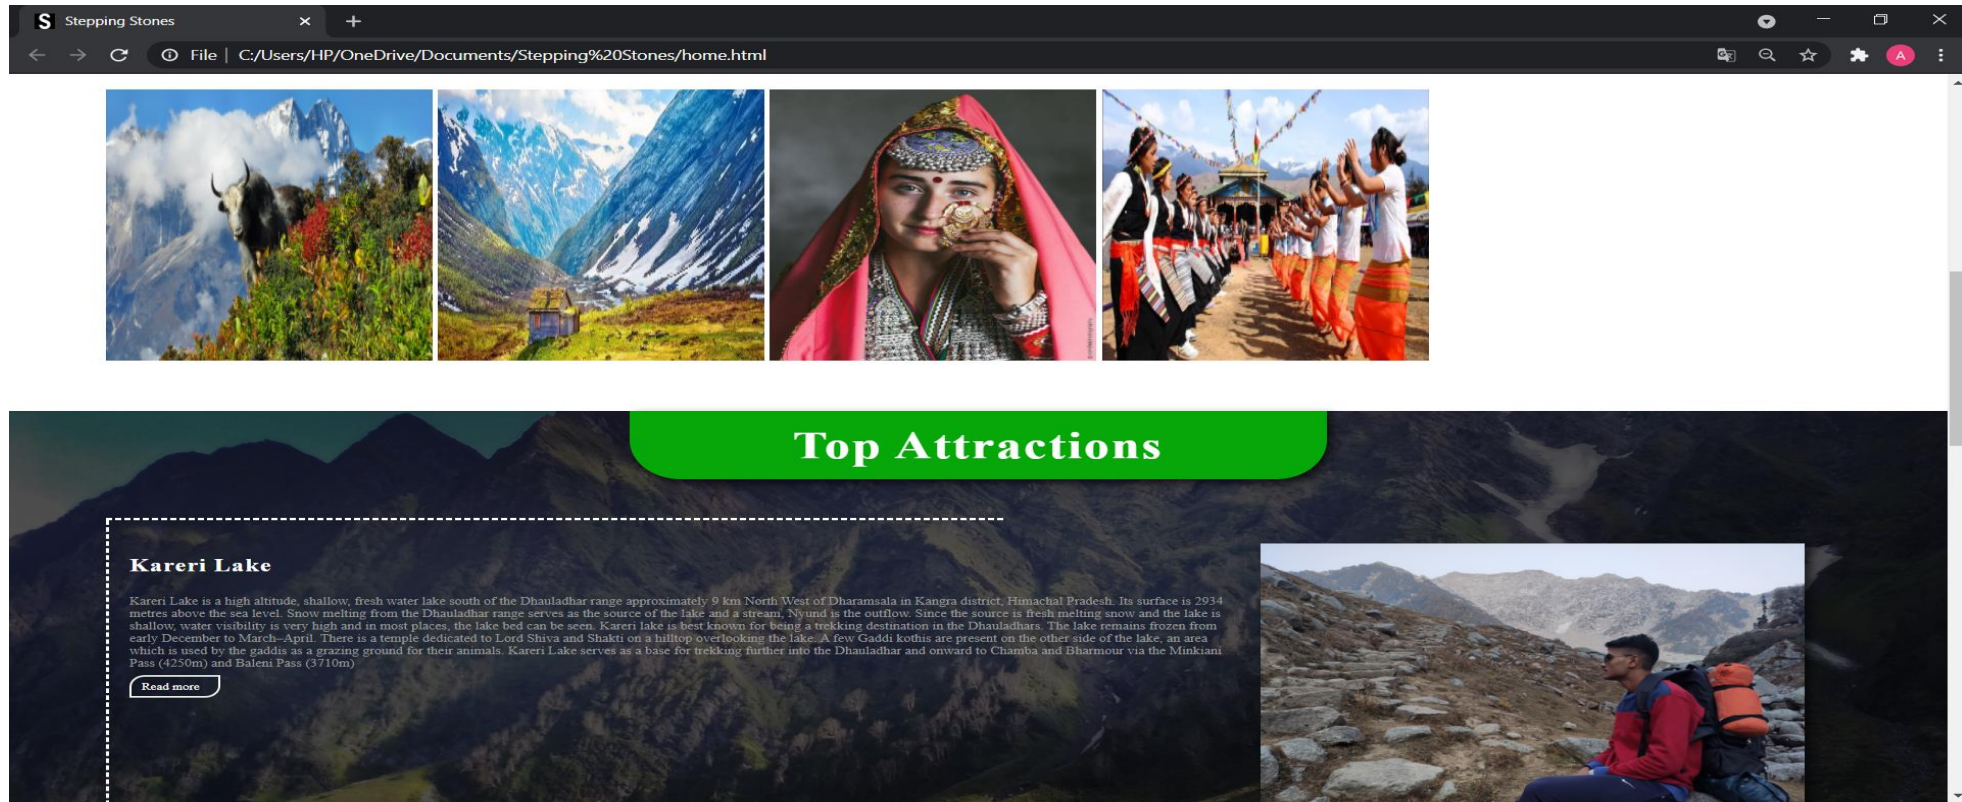 S Stepping Stones
File | C:/Users/HP/OneDrive/Documents/Stepping%20Stones/home.html
A
Top Attractions
Kareri Lake
Kareri Lake is a high altitude, shallow, fresh water lake south of the Dhauladhar range approximately 9 km North West of Dharamsala in Kangra district, Himachal Pradesh. Its surface is 2934
metres above the sea level. Snow melting from the Dhauladhar range serves as the source of the lake and a stream, Nyund is the outflow. Since the source is fresh melting snow and the lake is
shallow, water visibility is very high and in most places, the lake bed can be seen. Kareri lake is best known for being a trekking destination in the Dhauladhars. The lake remains frozen from
early December to March–April. There is a temple dedicated to Lord Shiva and Shakti on a hilltop overlooking the lake. A few Gaddi kothis are present on the other side of the lake, an area
which is used by the gaddis as a grazing ground for their animals. Kareri Lake serves as a base for trekking further into the Dhauladhar and onward to Chamba and Bharmour via the Minkiani
Pass (4250m) and Baleni Pass (3710m)
Read more